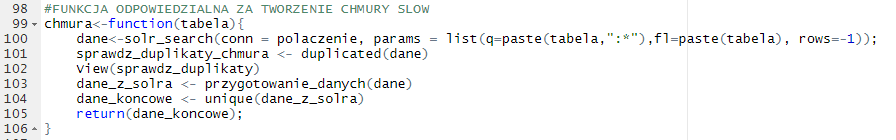 98 #FUNKCJA ODPOWIEDZIALNA ZA TWORZENIE CHMURY SLOW
99 chmura<-function(tabela){
100 dane<-solr_search(conn = polaczenie, params = list(q=paste(tabela,":*"),fl=paste(tabela), rows=-1));
101 sprawdz_duplikaty_chmura <- duplicated(dane)
102 View(sprawdz_duplikaty)
103 dane_z_solra <- przygotowanie_danych(dane)
104 dane_koncowe <- unique(dane_z_solra)
105 return(dane_koncowe);
106 }